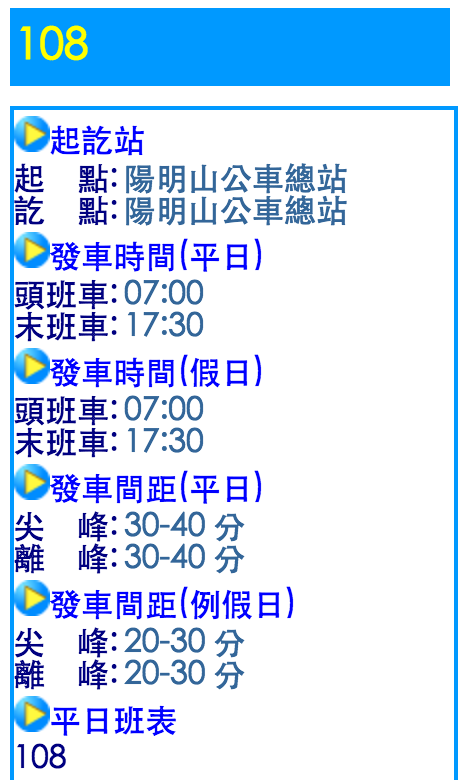 108
起訖站
起　點:陽明山公車總站
訖　點:陽明山公車總站
發車時間(平日)
頭班車:07:00
末班車:17:30
發車時間(假日)
頭班車:07:00
末班車:17:30
發車間距(平日)
尖　峰:30-40 分
離　峰:30-40 分
發車間距(例假日)
尖　峰:20-30 分
離　峰:20-30 分
平日班表
108